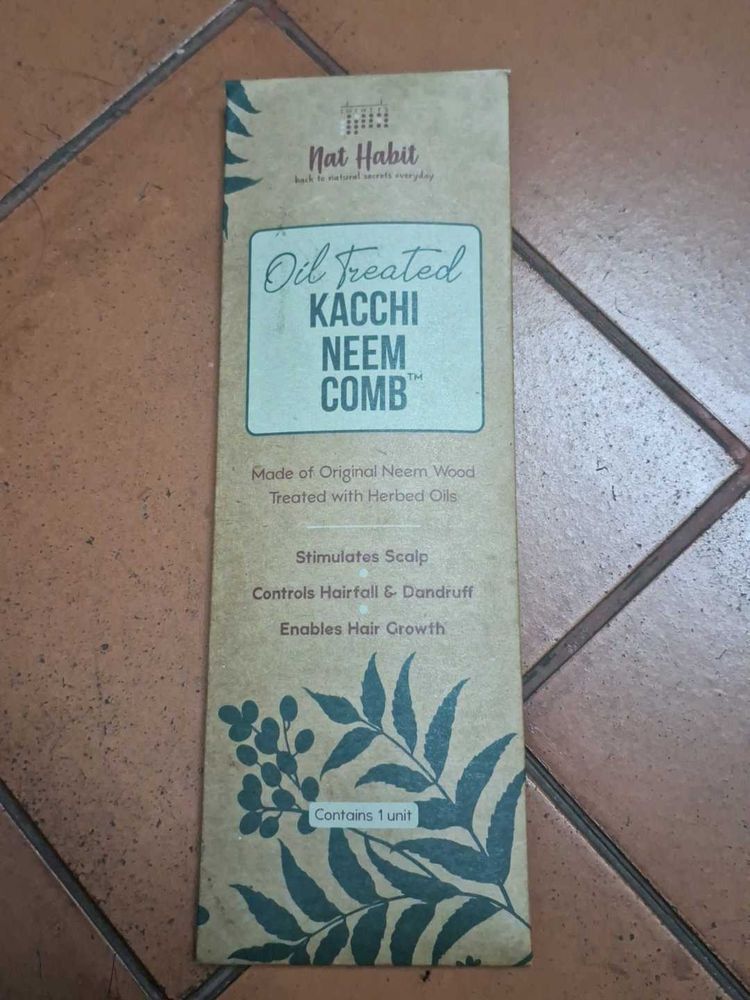 Nat Habit
back to natural secrets everyday
Oil Treated
KACCHI
NEEM
COMB™
Made of Original Neem Wood
Treated with Herbed Oils
Stimulates Scalp
Controls Hairfall & Dandruff
Enables Hair Growth
Contains 1 unit